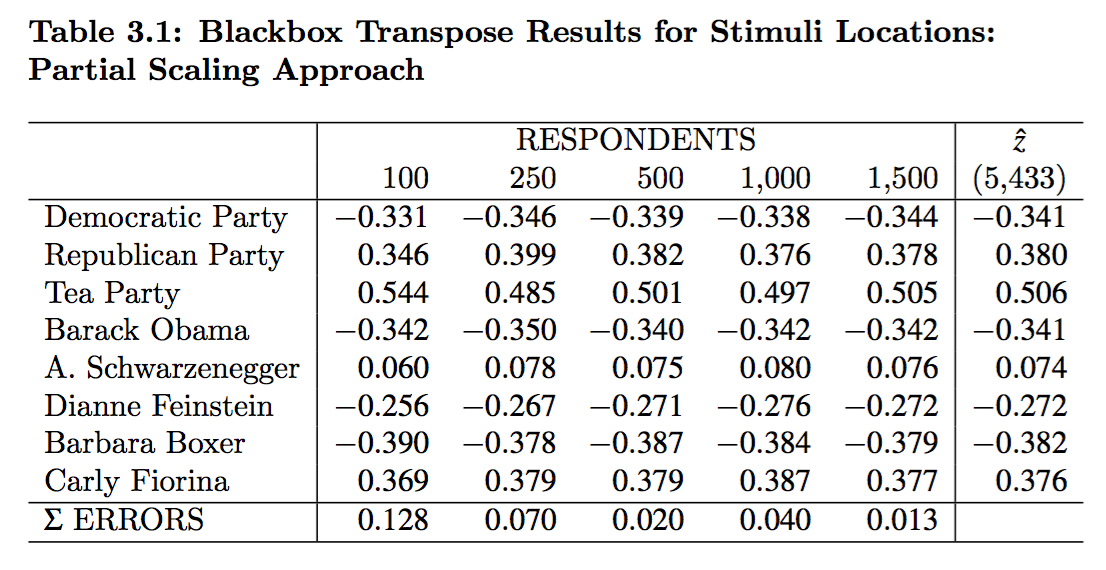 Table 3.1: Blackbox Transpose Results for Stimuli Locations:
Partial Scaling Approach
RESPONDENTS ẑ
100 250 500 1,000 1,500 (5,433)
Democratic Party −0.331 −0.346 −0.339 −0.338 −0.344 −0.341
Republican Party 0.346 0.399 0.382 0.376 0.378 0.380
Tea Party 0.544 0.485 0.501 0.497 0.505 0.506
Barack Obama −0.342 −0.350 −0.340 −0.342 −0.342 −0.341
A. Schwarzenegger 0.060 0.078 0.075 0.080 0.076 0.074
Dianne Feinstein −0.256 −0.267 −0.271 −0.276 −0.272 −0.272
Barbara Boxer −0.390 −0.378 −0.387 −0.384 −0.379 −0.382
Carly Fiorina 0.369 0.379 0.379 0.387 0.377 0.376
Σ ERRORS 0.128 0.070 0.020 0.040 0.013